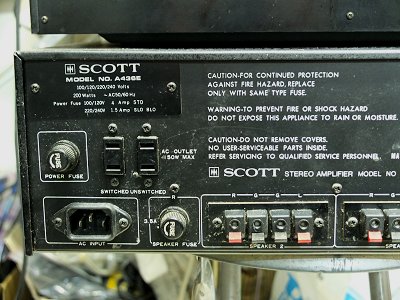 SCOTT
MODEL NO. A436E
100/120/220/240 Volts
200 Watts ~ AC50/60 Hz
Power Fuse 100/120V 4 Amp STD
220/240V 1.5 Amp SLO BLO
CAUTION-FOR CONTINUED PROTECTION
AGAINST FIRE HAZARD, REPLACE
ONLY WITH SAME TYPE FUSE.
WARNING-TO PREVENT FIRE OR SHOCK HAZARD
DO NOT EXPOSE THIS APPLIANCE TO RAIN OR MOISTURE.
CAUTION-DO NOT REMOVE COVERS.
NO USER-SERVICEABLE PARTS INSIDE.
REFER SERVICING TO QUALIFIED SERVICE PERSONNEL.
SCOTT STEREO AMPLIFIER MODEL NO
AC OUTLET
150W MAX
POWER FUSE
SWITCHED UNSWITCHED
AC INPUT
R
3.5A
SPEAKER FUSE
R G G L
SPEAKER 2
R G